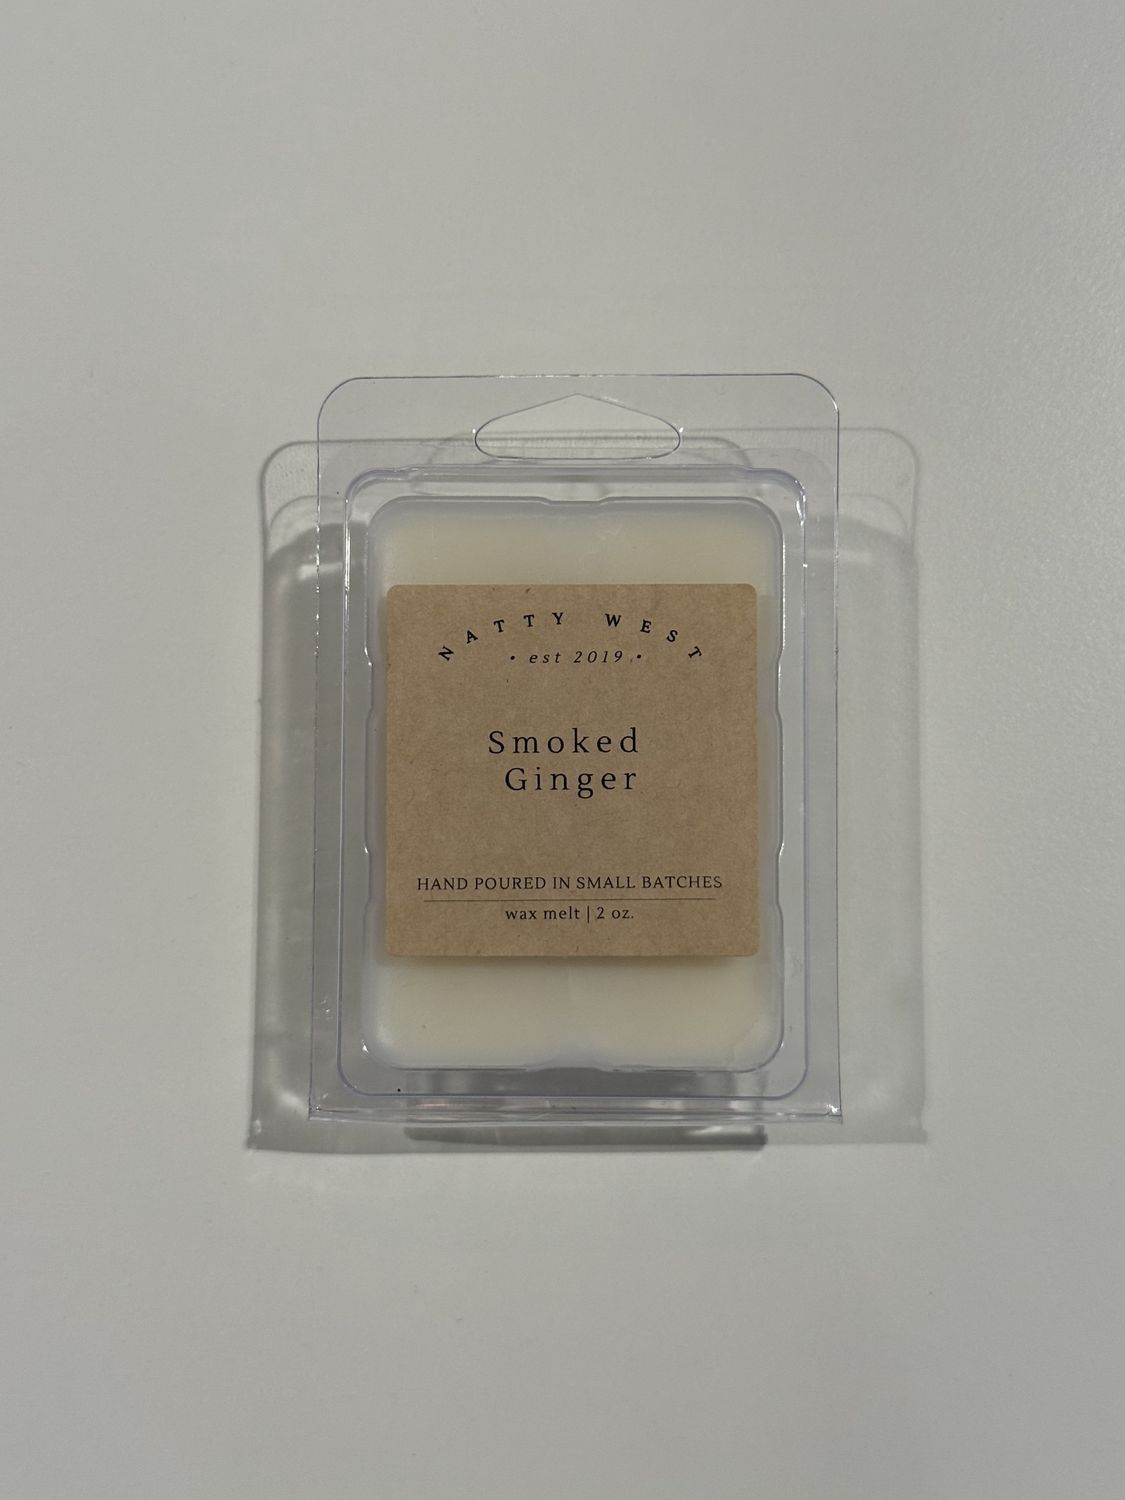 NATTY WEST
• est 2019 •
Smoked
Ginger
HAND POURED IN SMALL BATCHES
wax melt | 2 oz.